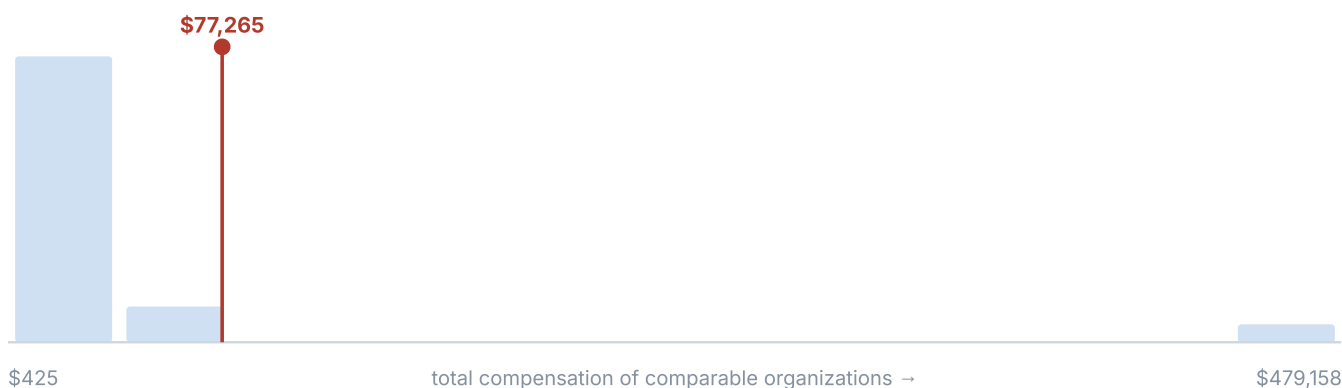 $77,265
$425 total compensation of comparable organizations → $479,158